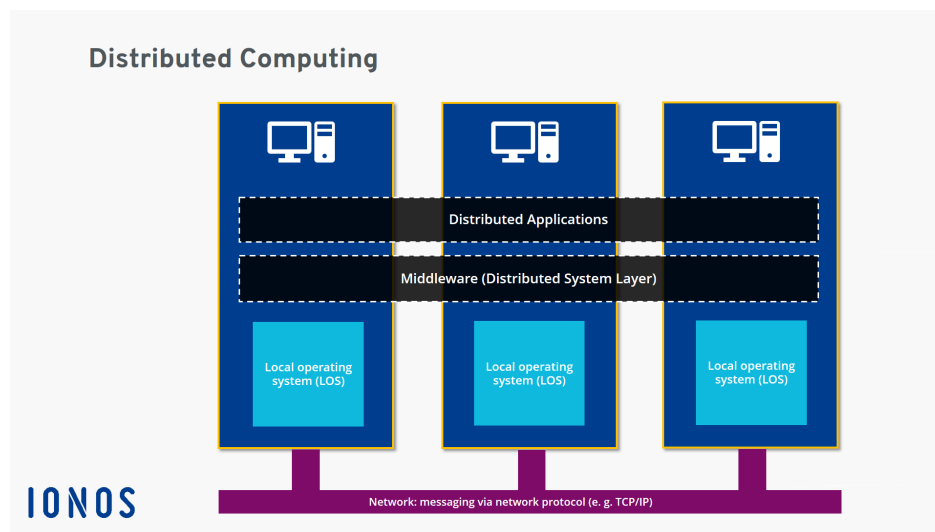 Distributed Computing
Distributed Applications
Middleware (Distributed System Layer)
Local operating
system (LOS)
Local operating
system (LOS)
Local operating
system (LOS)
Network: messaging via network protocol (e. g. TCP/IP)
IONOS